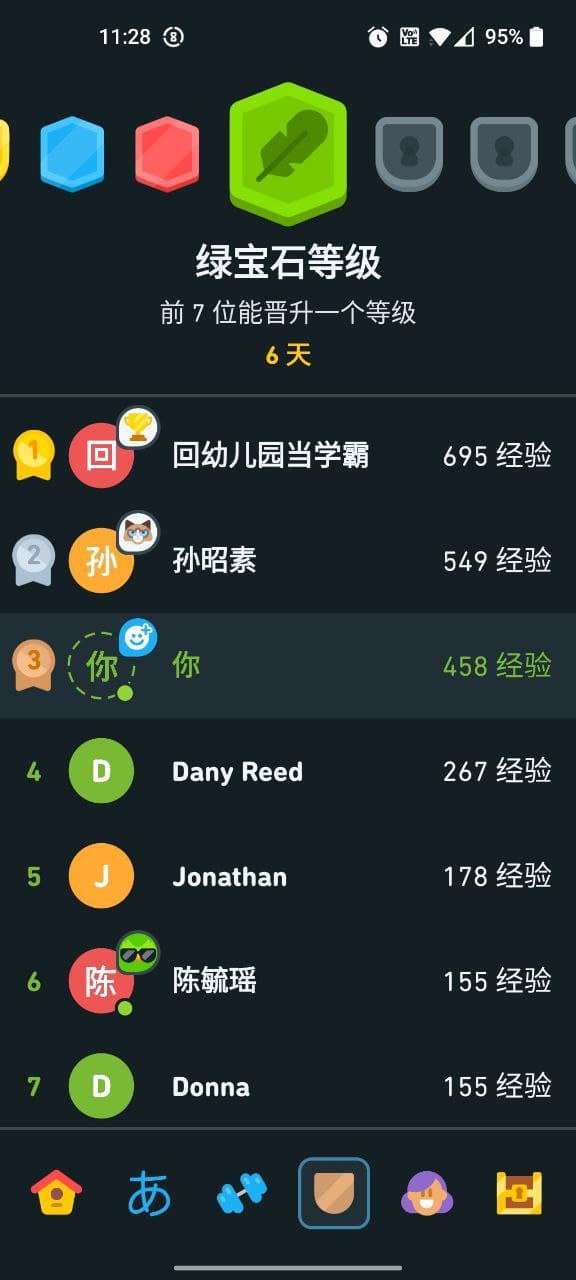 11:28
VoLTE
95%
绿宝石等级
前 7 位能晋升一个等级
6 天
1 回 回幼儿园当学霸 695 经验
2 孙 孙昭素 549 经验
3 你 你 458 经验
4 D Dany Reed 267 经验
5 J Jonathan 178 经验
6 陈 陈毓瑶 155 经验
7 D Donna 155 经验
あ